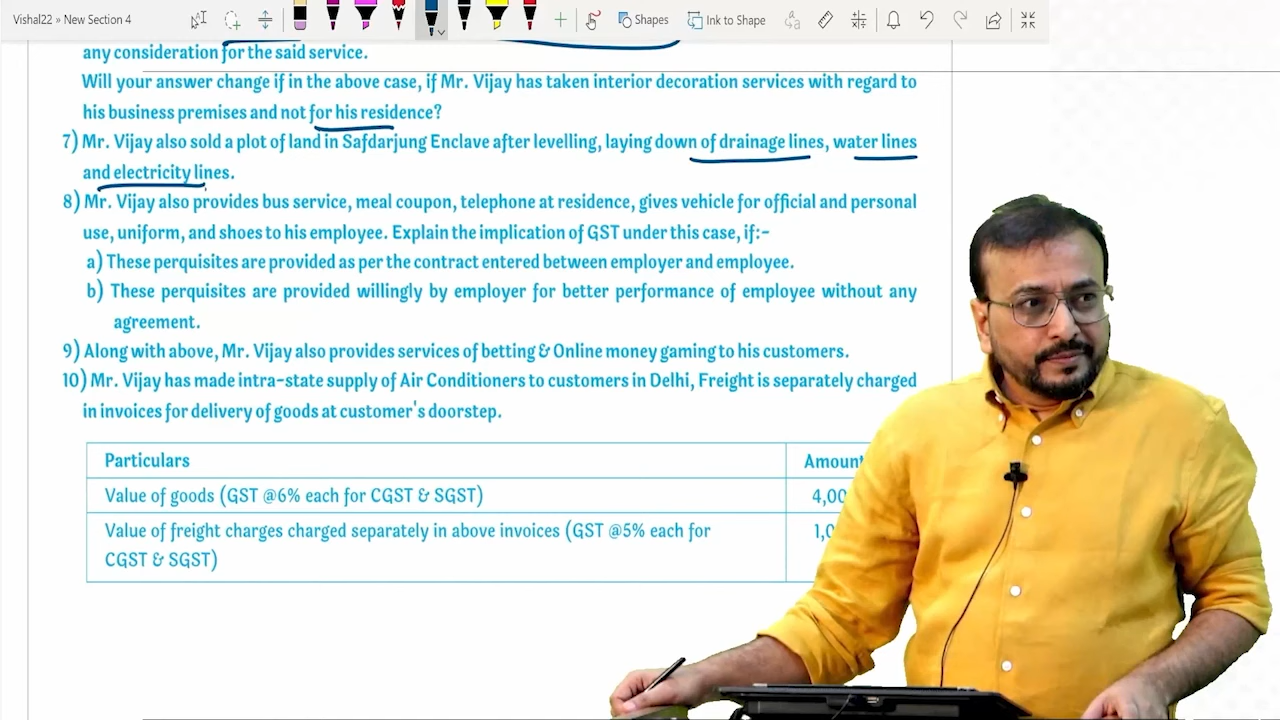 Vishal22 » New Section 4
Shapes
Ink to Shape
any consideration for the said service.
Will your answer change if in the above case, if Mr. Vijay has taken interior decoration services with regard to
his business premises and not for his residence?
7) Mr. Vijay also sold a plot of land in Safdarjung Enclave after levelling, laying down of drainage lines, water lines
and electricity lines.
8) Mr. Vijay also provides bus service, meal coupon, telephone at residence, gives vehicle for official and personal
use, uniform, and shoes to his employee. Explain the implication of GST under this case, if:-
a) These perquisites are provided as per the contract entered between employer and employee.
b) These perquisites are provided willingly by employer for better performance of employee without any
agreement.
9) Along with above, Mr. Vijay also provides services of betting & Online money gaming to his customers.
10) Mr. Vijay has made intra-state supply of Air Conditioners to customers in Delhi, Freight is separately charged
in invoices for delivery of goods at customer's doorstep.
Particulars Amount
Value of goods (GST @6% each for CGST & SGST)
Value of freight charges charged separately in above invoices (GST @5% each for
CGST & SGST)